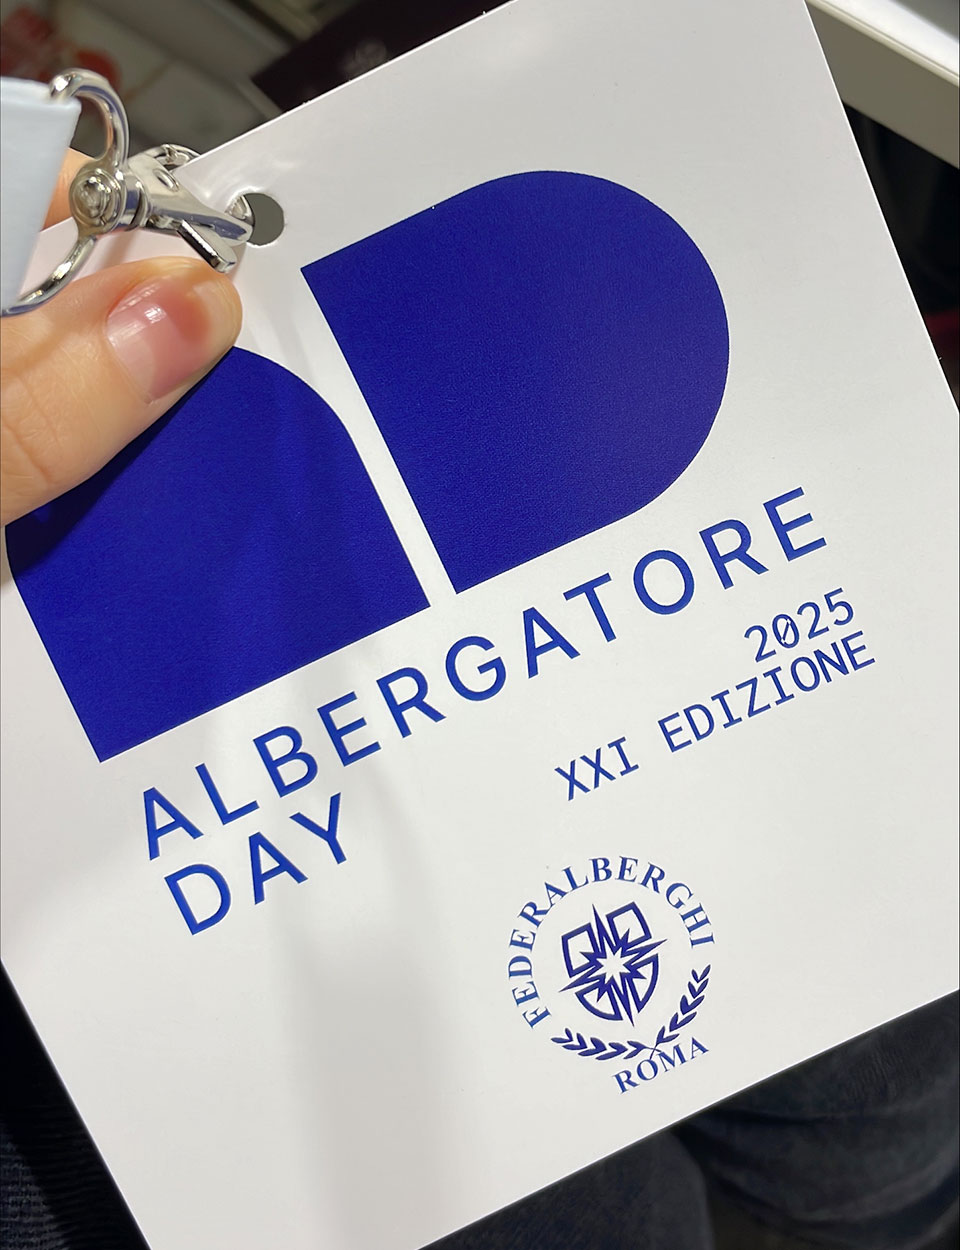 ALBERGATORE
DAY
2025
XXI EDIZIONE
FEDERALBERGHI
ROMA